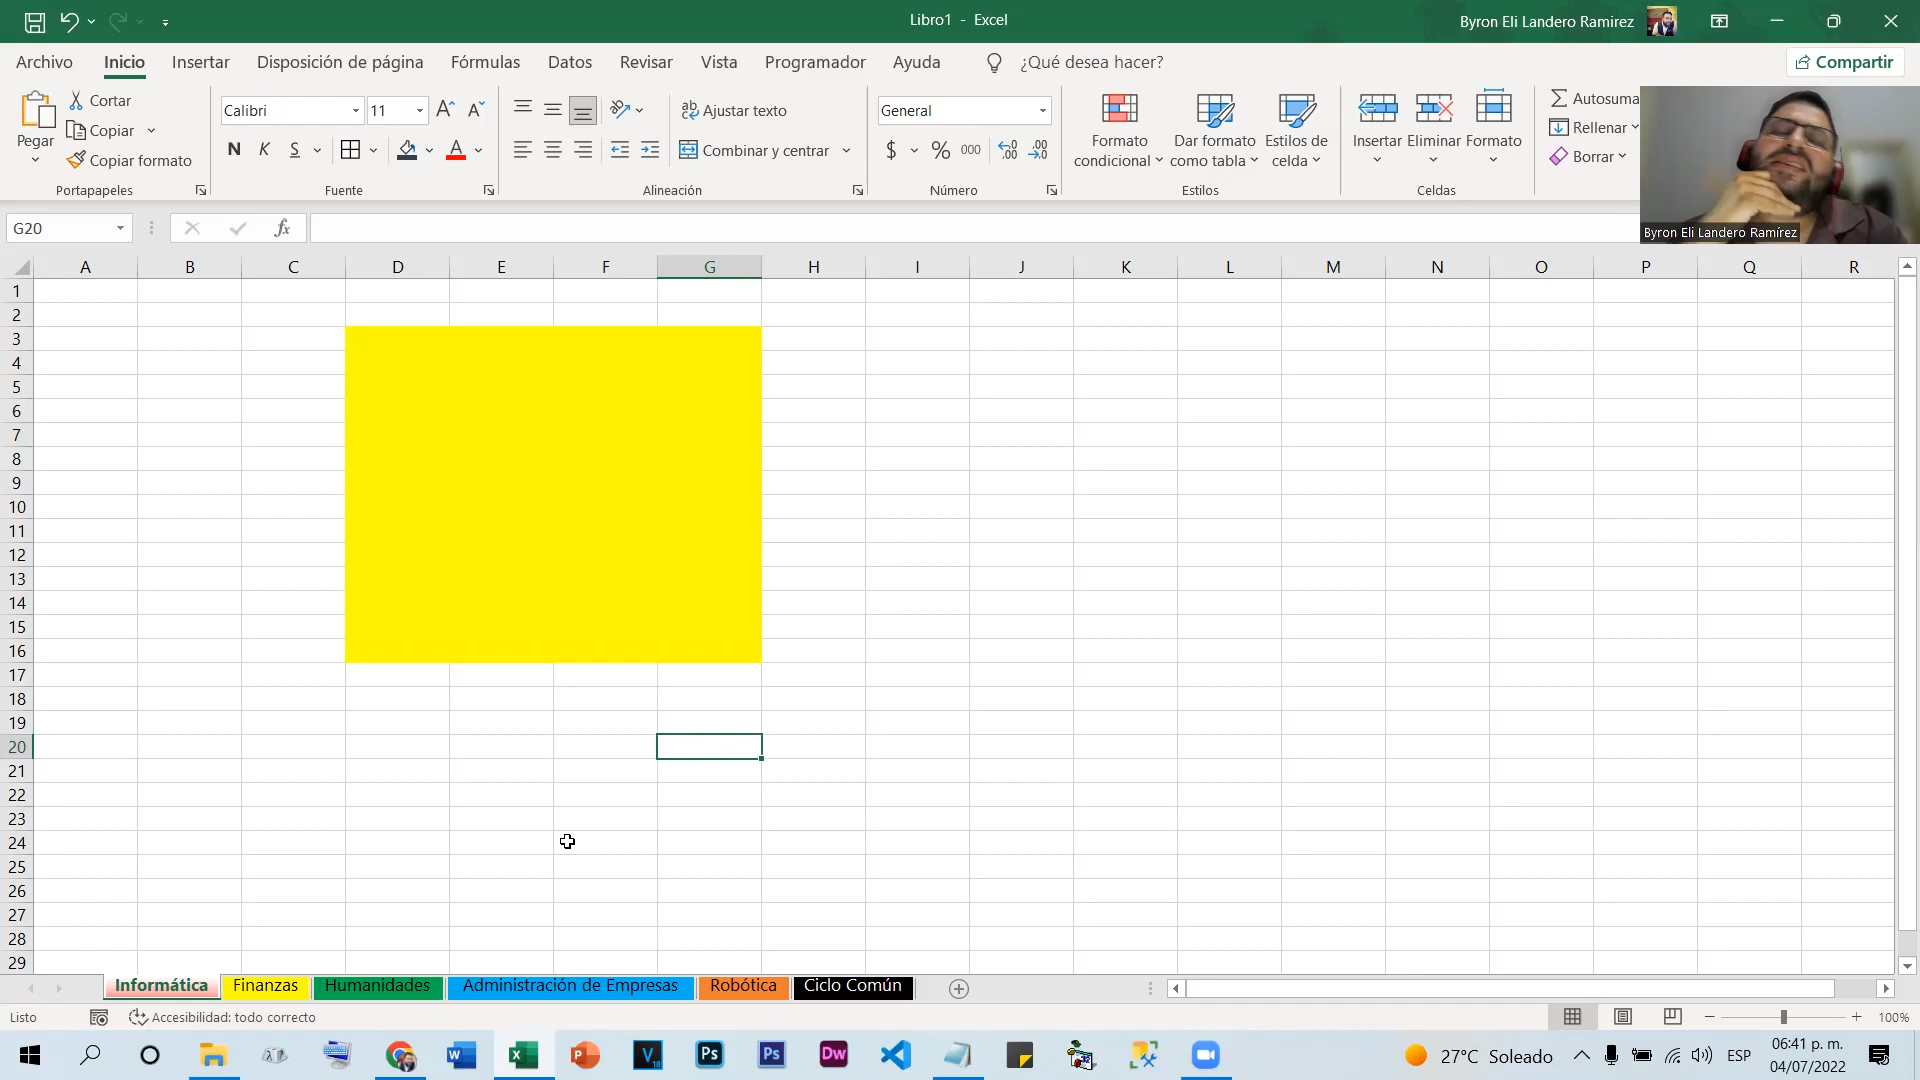 Libro1 - Excel
Byron Eli Landero Ramirez
Archivo Inicio Insertar Disposición de página Fórmulas Datos Revisar Vista Programador Ayuda ¿Qué desea hacer? Compartir
Pegar
Cortar
Copiar
Copiar formato
Portapapeles
Calibri 11
N K S A
Fuente
Ajustar texto
Combinar y centrar
Alineación
General
$ % 000
Número
Formato condicional
Dar formato como tabla
Estilos de celda
Estilos
Insertar Eliminar Formato
Celdas
Autosuma
Rellenar
Borrar
Byron Eli Landero Ramírez
G20 fx
A B C D E F G H I J K L M N O P Q R
1
2
3
4
5
6
7
8
9
10
11
12
13
14
15
16
17
18
19
20
21
22
23
24
25
26
27
28
29
Informática Finanzas Humanidades Administración de Empresas Robótica Ciclo Común
Listo Accesibilidad: todo correcto 100%
27°C Soleado ESP 06:41 p. m.
04/07/2022